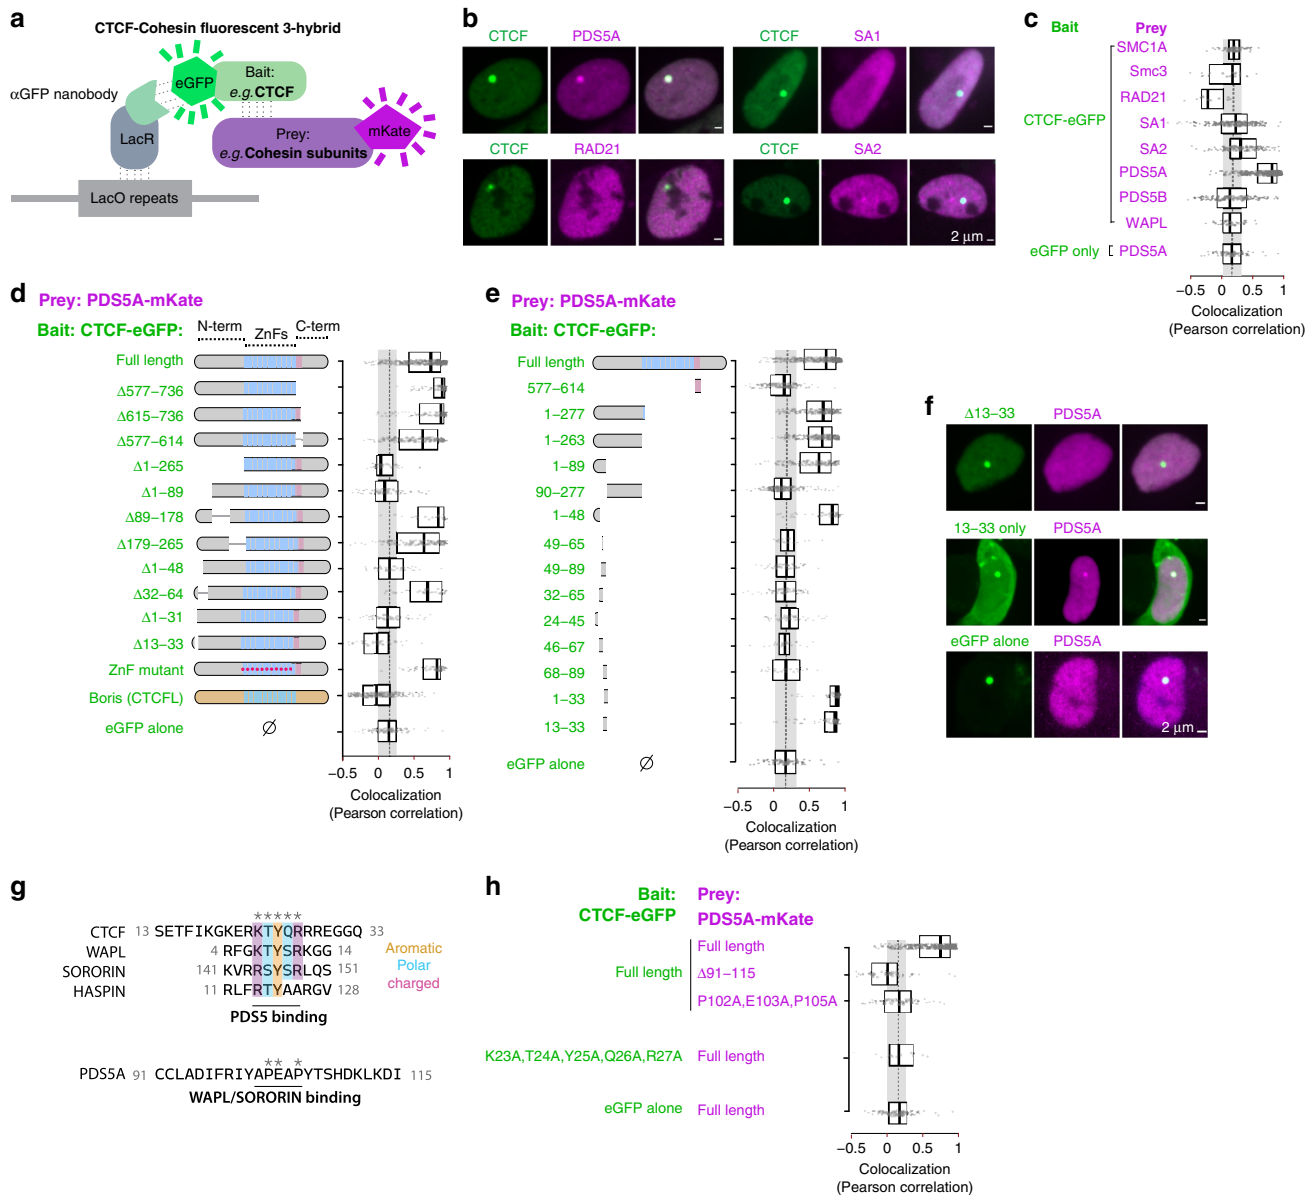 a
CTCF-Cohesin fluorescent 3-hybrid
eGFP
Bait:
e.g. CTCF
αGFP nanobody
LacR
Prey:
e.g. Cohesin subunits
mKate
LacO repeats
b
CTCF PDS5A
CTCF SA1
CTCF RAD21
CTCF SA2
2 μm
c
Bait Prey
SMC1A
Smc3
RAD21
CTCF-eGFP
SA1
SA2
PDS5A
PDS5B
WAPL
eGFP only PDS5A
−0.5 0 0.5 1
Colocalization
(Pearson correlation)
d
Prey: PDS5A-mKate
Bait: CTCF-eGFP:
N-term ZnFs C-term
Full length
Δ577−736
Δ615−736
Δ577−614
Δ1−265
Δ1−89
Δ89−178
Δ179−265
Δ1−48
Δ32−64
Δ1−31
Δ13−33
ZnF mutant
Boris (CTCFL)
eGFP alone ∅
−0.5 0 0.5 1
Colocalization
(Pearson correlation)
e
Prey: PDS5A-mKate
Bait: CTCF-eGFP:
Full length
577−614
1−277
1−263
1−89
90−277
1−48
49−65
49−89
32−65
24−45
46−67
68−89
1−33
13−33
eGFP alone ∅
−0.5 0 0.5 1
Colocalization
(Pearson correlation)
f
Δ13−33 PDS5A
13−33 only PDS5A
eGFP alone PDS5A
2 μm
g
*****
CTCF 13 SETFIKGKERKTYQRRREGGQ 33
WAPL 4 RFGKTYSRKGG 14
SORORIN 141 KVRRSYSRLQS 151
HASPIN 11 RLFRTYAARGV 128
Aromatic
Polar
charged
PDS5 binding
** *
PDS5A 91 CCLADIFRIYAPEAPYTSHDKLKDI 115
WAPL/SORORIN binding
h
Bait:
CTCF-eGFP
Prey:
PDS5A-mKate
Full length
Full length Δ91−115
P102A,E103A,P105A
K23A,T24A,Y25A,Q26A,R27A Full length
eGFP alone Full length
−0.5 0 0.5 1
Colocalization
(Pearson correlation)